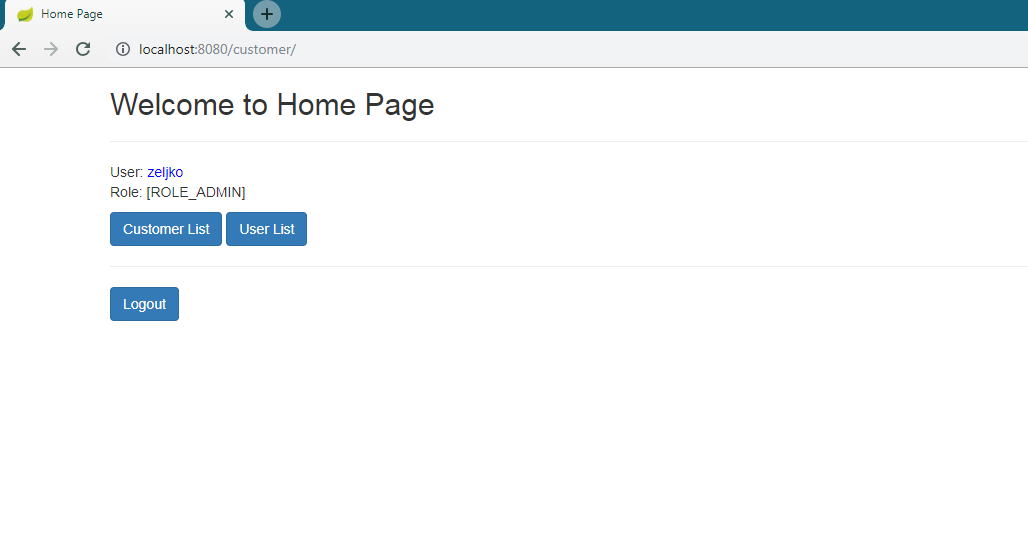 Home Page
localhost:8080/customer/
Welcome to Home Page
User: zeljko
Role: [ROLE_ADMIN]
Customer List User List
Logout